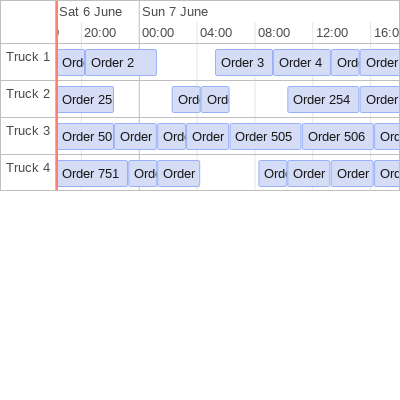 Sat 6 June Sun 7 June
20:00 00:00 04:00 08:00 12:00 16:0
Truck 1 Ord Order 2 Order 3 Order 4 Ord Order
Truck 2 Order 25 Ord Ord Order 254 Order
Truck 3 Order 50 Order Ord Order Order 505 Order 506 Ord
Truck 4 Order 751 Ord Order Ord Order Order Ord